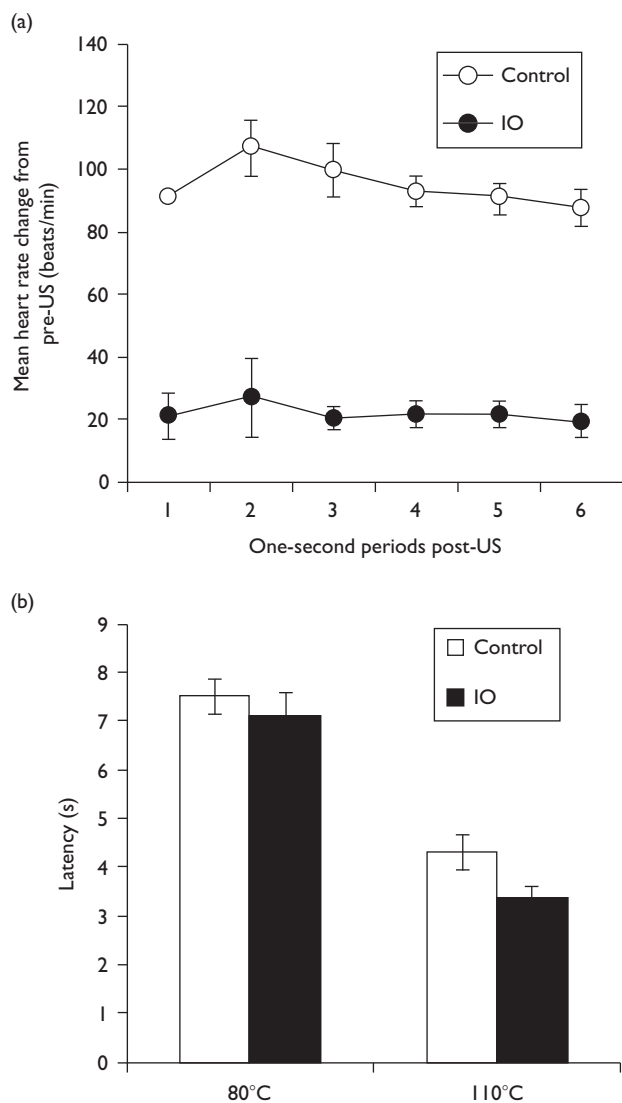 (a)
140
120
100
80
60
40
20
0
Mean heart rate change from
pre-US (beats/min)
Control
IO
1 2 3 4 5 6
One-second periods post-US
(b)
9
8
7
6
5
4
3
2
1
0
Latency (s)
Control
IO
80°C 110°C